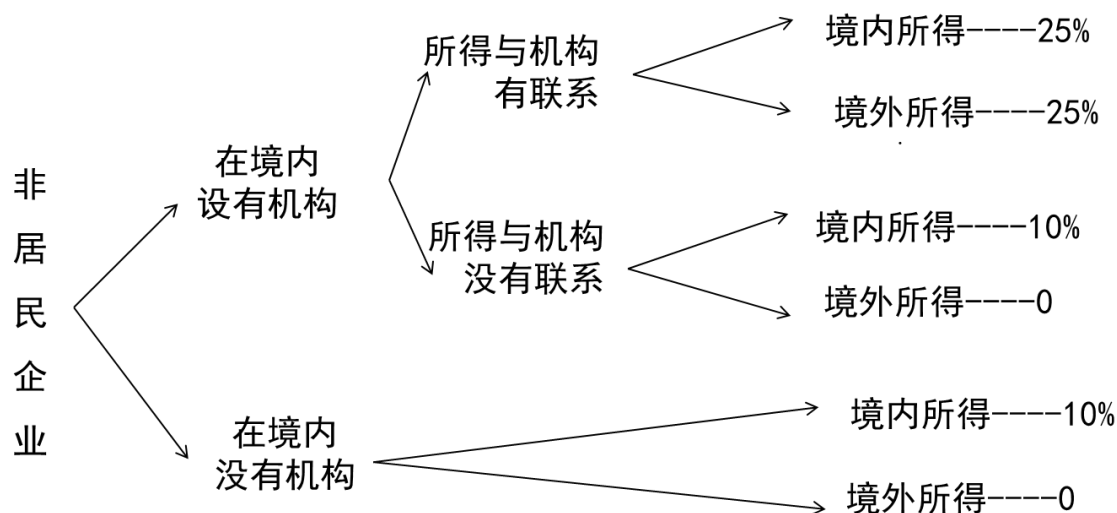 非居民企业
在境内
设有机构
所得与机构
有联系
境内所得----25%
境外所得----25%
所得与机构
没有联系
境内所得----10%
境外所得----0
在境内
没有机构
境内所得----10%
境外所得----0